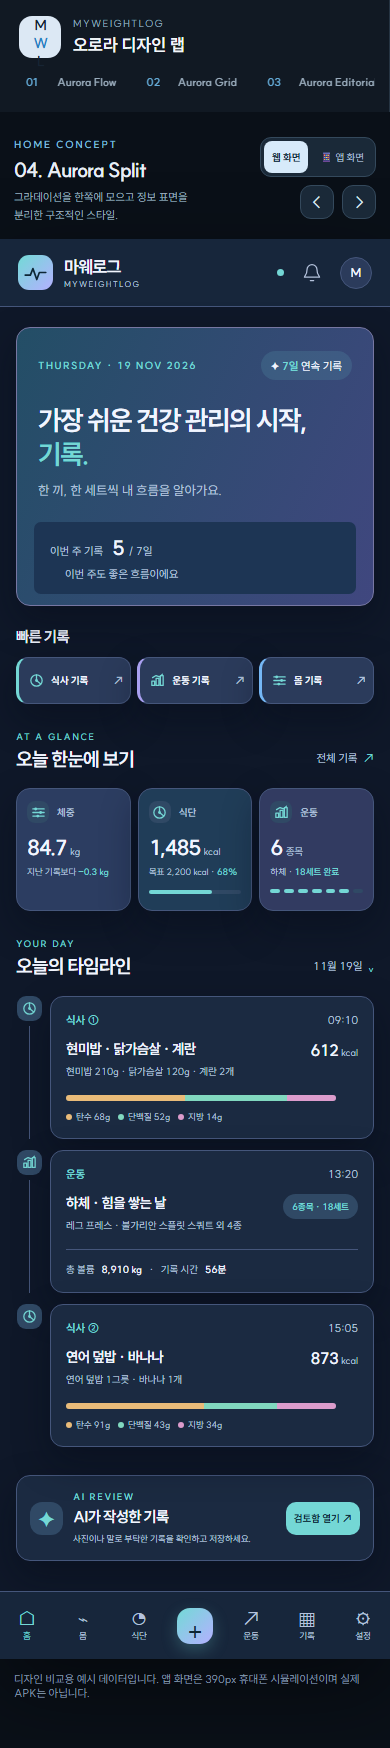 M
W
MYWEIGHTLOG
오로라 디자인 랩
01 Aurora Flow 02 Aurora Grid 03 Aurora Editoria
HOME CONCEPT
04. Aurora Split
그라데이션을 한쪽에 모으고 정보 표면을
분리한 구조적인 스타일.
웹 화면 앱 화면
마웨로그
MYWEIGHTLOG
M
THURSDAY · 19 NOV 2026
✦ 7일 연속 기록
가장 쉬운 건강 관리의 시작,
기록.
한 끼, 한 세트씩 내 흐름을 알아가요.
이번 주 기록 5 / 7일
이번 주도 좋은 흐름이에요
빠른 기록
식사 기록 ↗ 운동 기록 ↗ 몸 기록 ↗
AT A GLANCE
오늘 한눈에 보기
전체 기록 ↗
체중
84.7 kg
지난 기록보다 −0.3 kg
식단
1,485 kcal
목표 2,200 kcal · 68%
운동
6 종목
하체 · 18세트 완료
YOUR DAY
오늘의 타임라인
11월 19일
식사 ① 09:10
현미밥 · 닭가슴살 · 계란 612 kcal
현미밥 210g · 닭가슴살 120g · 계란 2개
탄수 68g 단백질 52g 지방 14g
운동 13:20
하체 · 힘을 쌓는 날 6종목 · 18세트
레그 프레스 · 불가리안 스플릿 스쿼트 외 4종
총 볼륨 8,910 kg · 기록 시간 56분
식사 ② 15:05
연어 덮밥 · 바나나 873 kcal
연어 덮밥 1그릇 · 바나나 1개
탄수 91g 단백질 43g 지방 34g
AI REVIEW
AI가 작성한 기록
사진이나 말로 부탁한 기록을 확인하고 저장하세요.
검토함 열기 ↗
홈 몸 식단 + 운동 기록 설정
디자인 비교용 예시 데이터입니다. 앱 화면은 390px 휴대폰 시뮬레이션이며 실제
APK는 아닙니다.